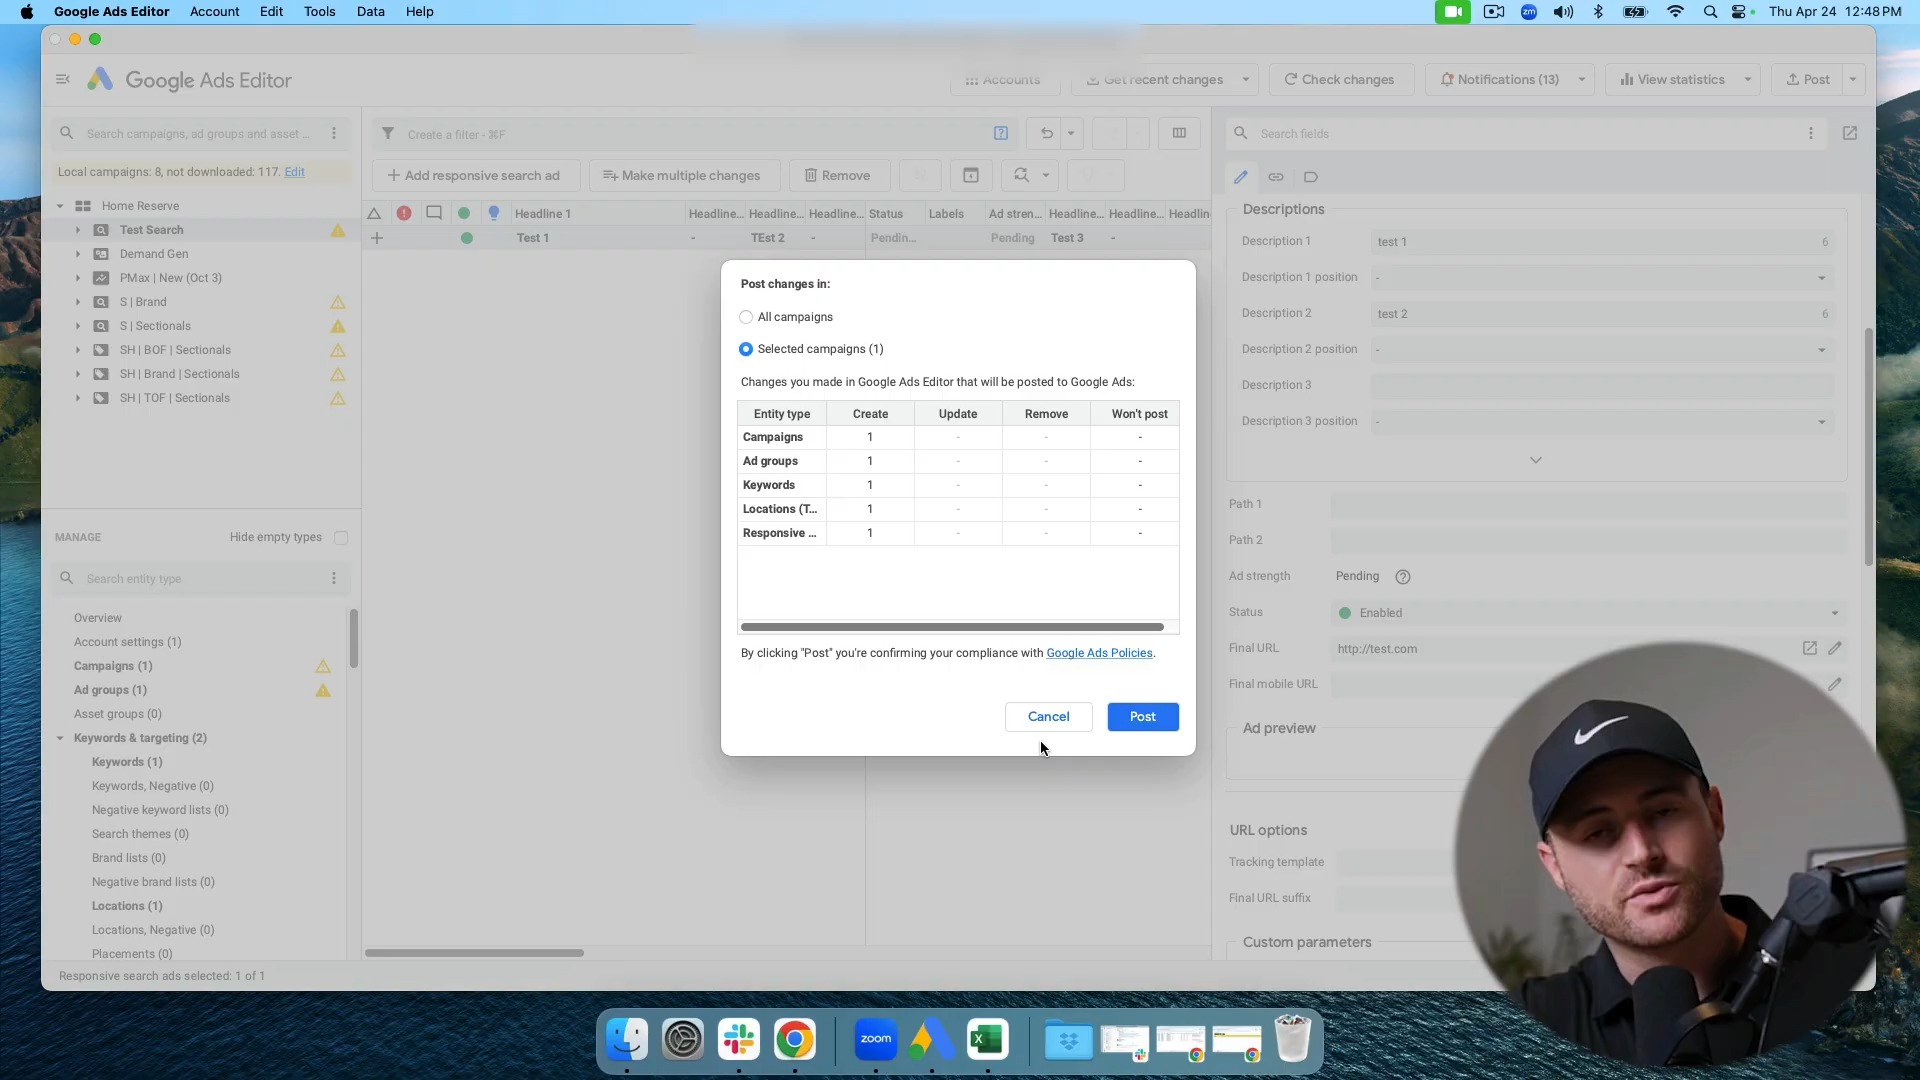 Google Ads Editor Account Edit Tools Data Help
zm
Thu Apr 24 12:48 PM
Google Ads Editor
Accounts
Get recent changes
Check changes
Notifications (13)
View statistics
Post
Search campaigns, ad groups and asset ...
Create a filter - ⌘F
Search fields
Local campaigns: 8, not downloaded: 117. Edit
+ Add responsive search ad
Make multiple changes
Remove
Home Reserve
Test Search
Demand Gen
PMax | New (Oct 3)
S | Brand
S | Sectionals
SH | BOF | Sectionals
SH | Brand | Sectionals
SH | TOF | Sectionals
Headline 1 Headline... Headline... Headline... Status Labels Ad stren... Headline... Headline... Headlin
Test 1 - TEst 2 - Pendin... Pending Test 3 -
Post changes in:
All campaigns
Selected campaigns (1)
Changes you made in Google Ads Editor that will be posted to Google Ads:
Entity type Create Update Remove Won't post
Campaigns 1 - - -
Ad groups 1 - - -
Keywords 1 - - -
Locations (T... 1 - - -
Responsive ... 1 - - -
By clicking "Post" you're confirming your compliance with Google Ads Policies.
Cancel
Post
Descriptions
Description 1 test 1 6
Description 1 position -
Description 2 test 2 6
Description 2 position -
Description 3
Description 3 position -
Path 1
Path 2
Ad strength Pending
Status Enabled
Final URL http://test.com
Final mobile URL
Ad preview
URL options
Tracking template
Final URL suffix
Custom parameters
MANAGE Hide empty types
Search entity type
Overview
Account settings (1)
Campaigns (1)
Ad groups (1)
Asset groups (0)
Keywords & targeting (2)
Keywords (1)
Keywords, Negative (0)
Negative keyword lists (0)
Search themes (0)
Brand lists (0)
Negative brand lists (0)
Locations (1)
Locations, Negative (0)
Placements (0)
Responsive search ads selected: 1 of 1
zoom